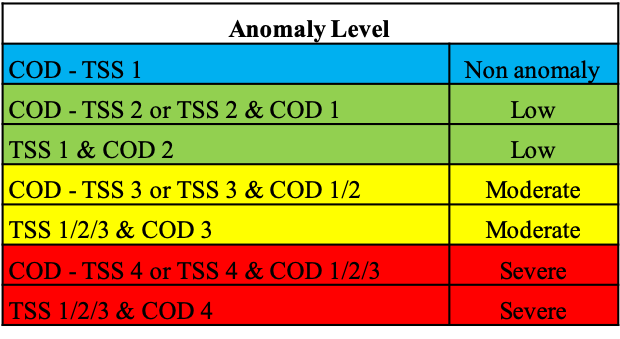 Anomaly Level
COD - TSS 1 Non anomaly
COD - TSS 2 or TSS 2 & COD 1 Low
TSS 1 & COD 2 Low
COD - TSS 3 or TSS 3 & COD 1/2 Moderate
TSS 1/2/3 & COD 3 Moderate
COD - TSS 4 or TSS 4 & COD 1/2/3 Severe
TSS 1/2/3 & COD 4 Severe